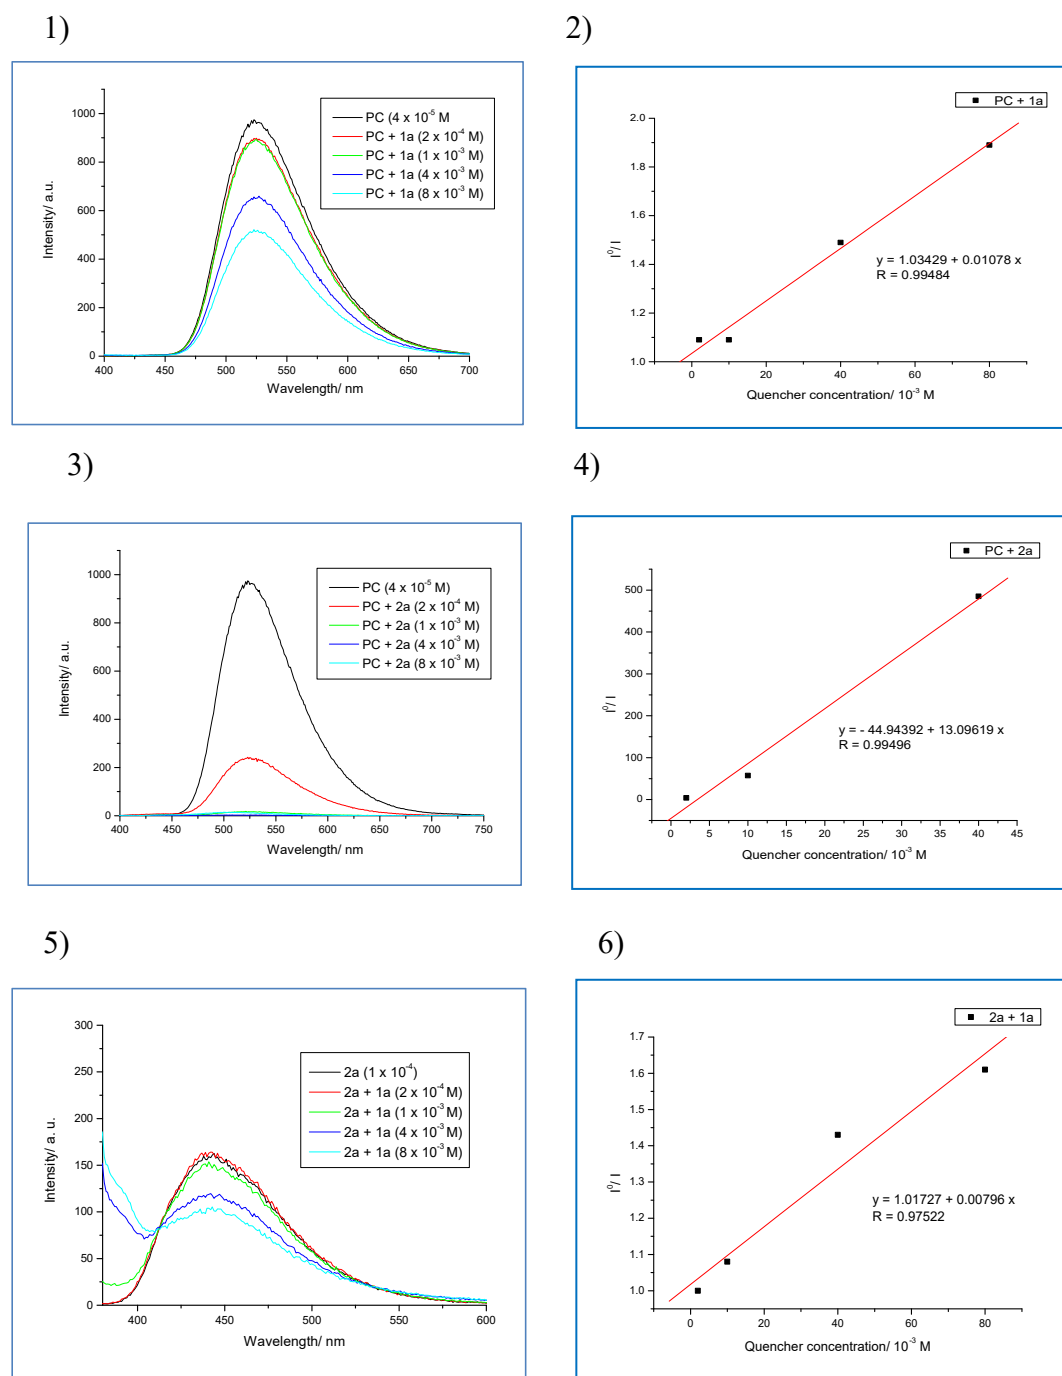 1)
PC (4 x 10⁻⁵ M
PC + 1a (2 x 10⁻⁴ M)
PC + 1a (1 x 10⁻³ M)
PC + 1a (4 x 10⁻³ M)
PC + 1a (8 x 10⁻³ M)
1000
800
600
400
200
0
Intensity/ a.u.
400 450 500 550 600 650 700
Wavelength/ nm
2)
PC + 1a
2.0
1.8
1.6
1.4
1.2
1.0
I⁰/ I
y = 1.03429 + 0.01078 x
R = 0.99484
0 20 40 60 80
Quencher concentration/ 10⁻³ M
3)
PC (4 x 10⁻⁵ M)
PC + 2a (2 x 10⁻⁴ M)
PC + 2a (1 x 10⁻³ M)
PC + 2a (4 x 10⁻³ M)
PC + 2a (8 x 10⁻³ M)
1000
800
600
400
200
0
Intensity/ a.u.
400 450 500 550 600 650 700 750
Wavelength/ nm
4)
PC + 2a
500
400
300
200
100
0
I⁰/ I
y = - 44.94392 + 13.09619 x
R = 0.99496
0 5 10 15 20 25 30 35 40 45
Quencher concentration/ 10⁻³ M
5)
2a (1 x 10⁻⁴)
2a + 1a (2 x 10⁻⁴ M)
2a + 1a (1 x 10⁻³ M)
2a + 1a (4 x 10⁻³ M)
2a + 1a (8 x 10⁻³ M)
300
250
200
150
100
50
0
Intensity/ a. u.
400 450 500 550 600
Wavelength/ nm
6)
2a + 1a
1.7
1.6
1.5
1.4
1.3
1.2
1.1
1.0
I⁰/ I
y = 1.01727 + 0.00796 x
R = 0.97522
0 20 40 60 80
Quencher concentration/ 10⁻³ M